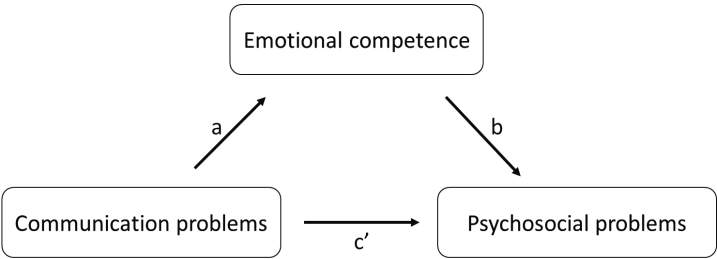 Emotional competence
a
b
Communication problems
c’
Psychosocial problems